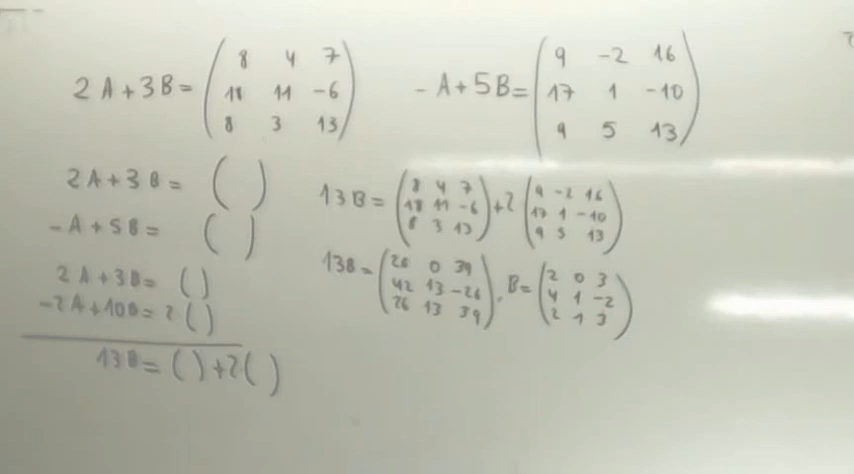 2A+3B= ( 8 4 7
18 11 -6
8 3 13 )
-A+5B= ( 9 -2 16
17 1 -10
9 5 13 )
2A+3B= ( )
-A+5B= ( )
2A+3B= ( )
-2A+10B= 2 ( )
13B= ( ) +2 ( )
13B= ( 8 4 7
18 11 -6
8 3 13 ) +2 ( 9 -2 16
17 1 -10
9 5 13 )
13B= ( 26 0 39
42 13 -26
26 13 39 ) , B= ( 2 0 3
4 1 -2
2 1 3 )